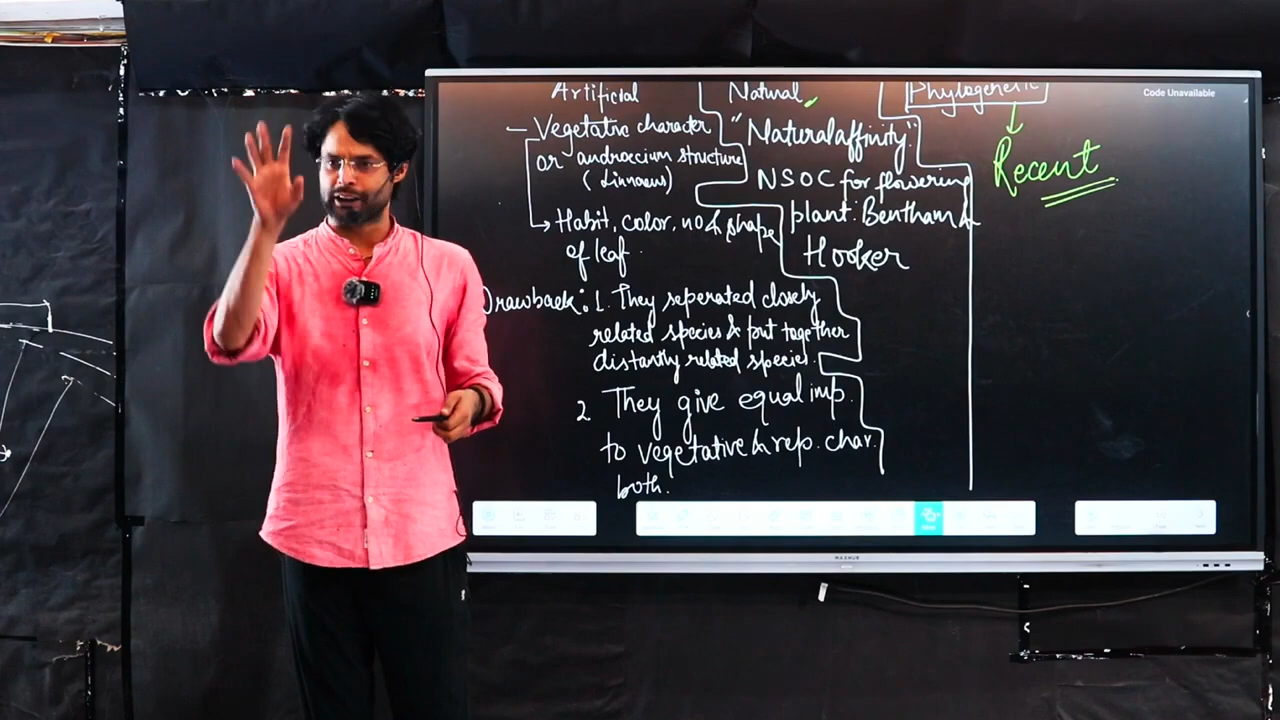 Artificial
– Vegetative character
or androecium structure
(Linnaeus)
→ Habit, color, no & shape
of leaf.
Drawback: 1. They seperated closely
related species & put together
distantly related species.
2 They give equal imp.
to vegetative & rep. char.
both.
Natural
"Natural affinity"
NSOC for flowering
plant: Bentham &
Hooker
Phylogenetic
Recent
Code Unavailable
MAXHUB